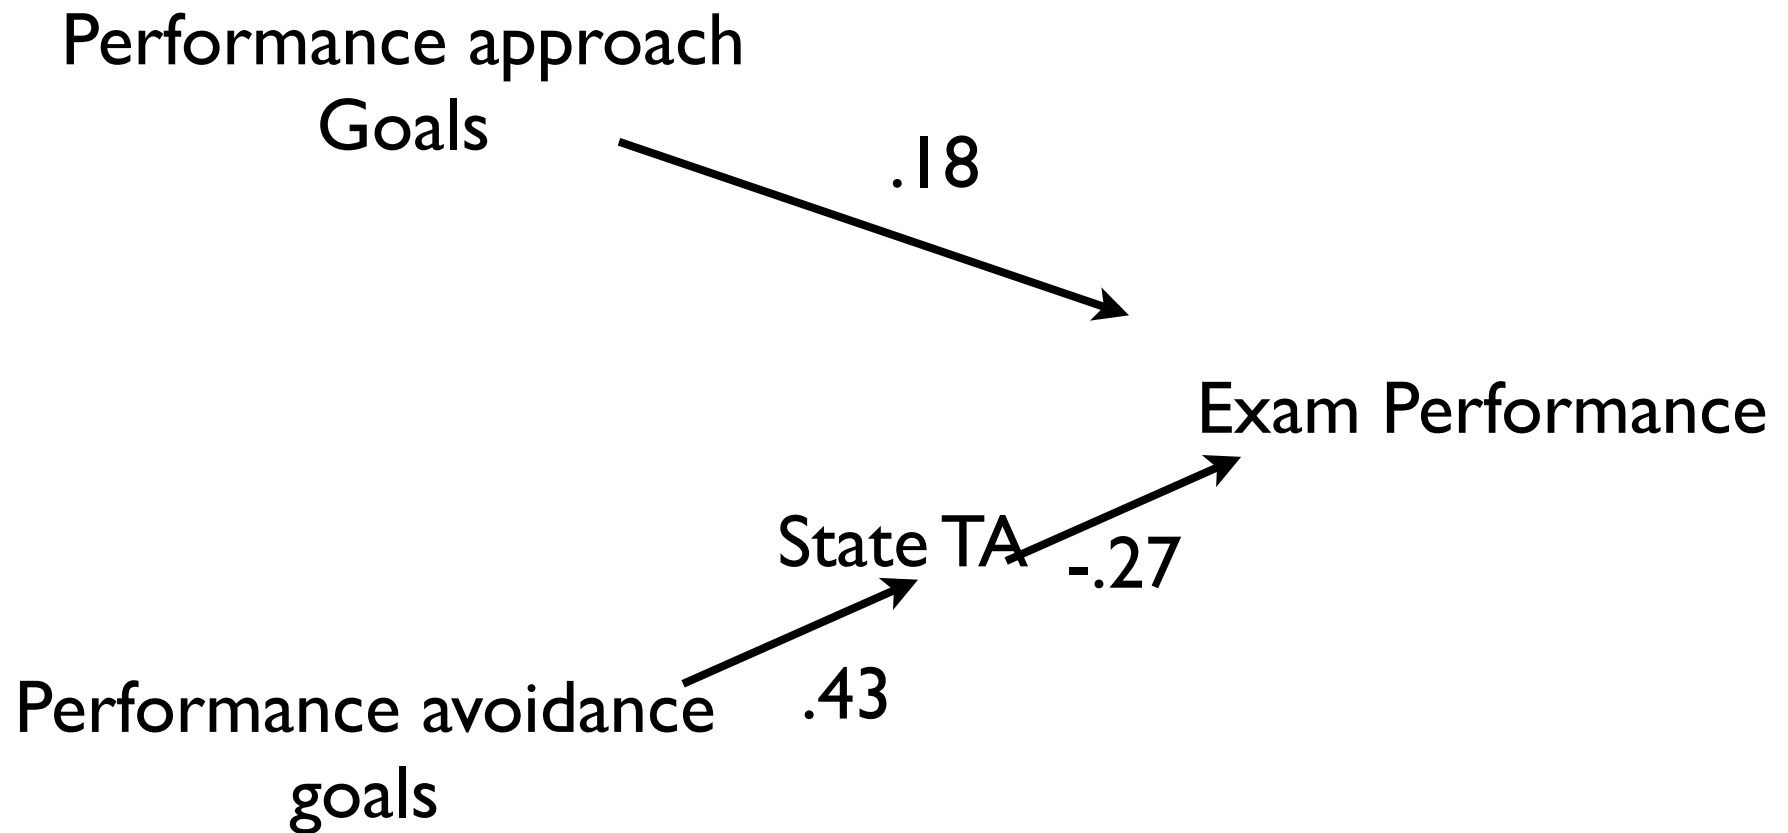 Performance approach
Goals
.18
Exam Performance
State TA
-.27
Performance avoidance
goals
.43